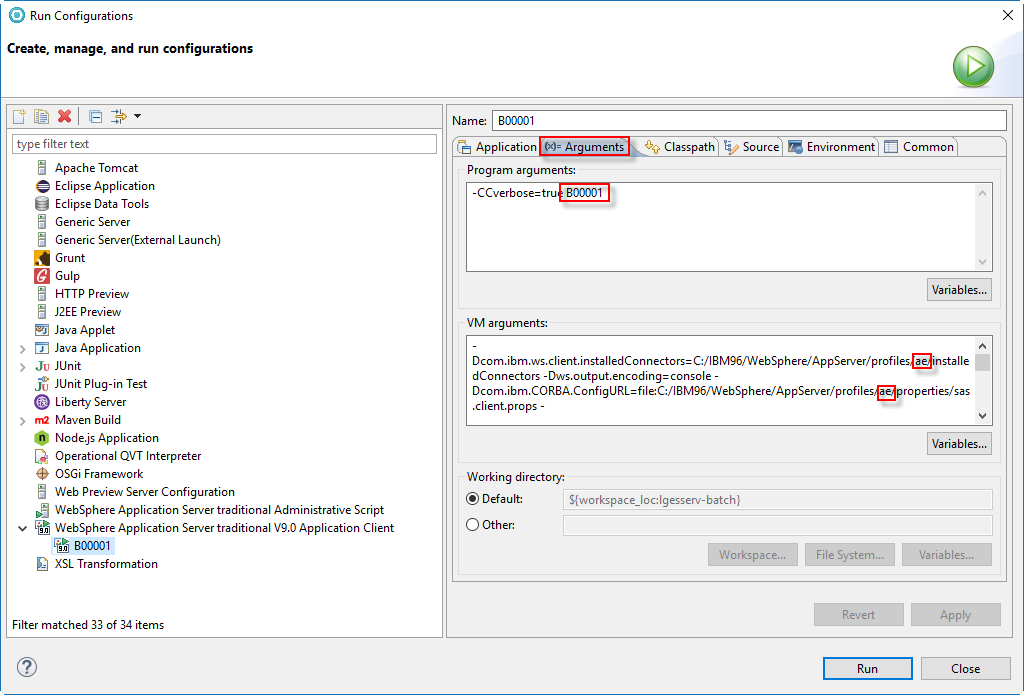 Run Configurations
Create, manage, and run configurations
type filter text
Apache Tomcat
Eclipse Application
Eclipse Data Tools
Generic Server
Generic Server(External Launch)
Grunt
Gulp
HTTP Preview
J2EE Preview
Java Applet
Java Application
JUnit
JUnit Plug-in Test
Liberty Server
Maven Build
Node.js Application
Operational QVT Interpreter
OSGi Framework
Web Preview Server Configuration
WebSphere Application Server traditional Administrative Script
WebSphere Application Server traditional V9.0 Application Client
B00001
XSL Transformation
Filter matched 33 of 34 items
Name: B00001
Application (x)= Arguments Classpath Source Environment Common
Program arguments:
-CCverbose=true B00001
Variables...
VM arguments:
-
Dcom.ibm.ws.client.installedConnectors=C:/IBM96/WebSphere/AppServer/profiles/ae/installe
dConnectors -Dws.output.encoding=console -
Dcom.ibm.CORBA.ConfigURL=file:C:/IBM96/WebSphere/AppServer/profiles/ae/properties/sas
.client.props -
Variables...
Working directory:
Default: ${workspace_loc:lgesserv-batch}
Other:
Workspace... File System... Variables...
Revert Apply
Run Close